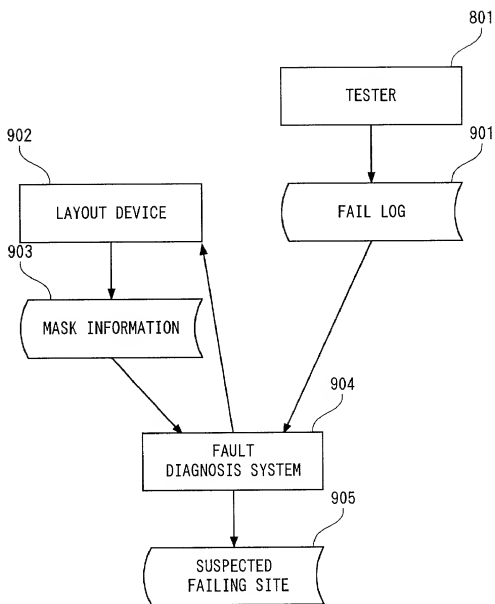 801
TESTER
901
902
LAYOUT DEVICE
FAIL LOG
903
MASK INFORMATION
904
FAULT
DIAGNOSIS SYSTEM
905
SUSPECTED
FAILING SITE